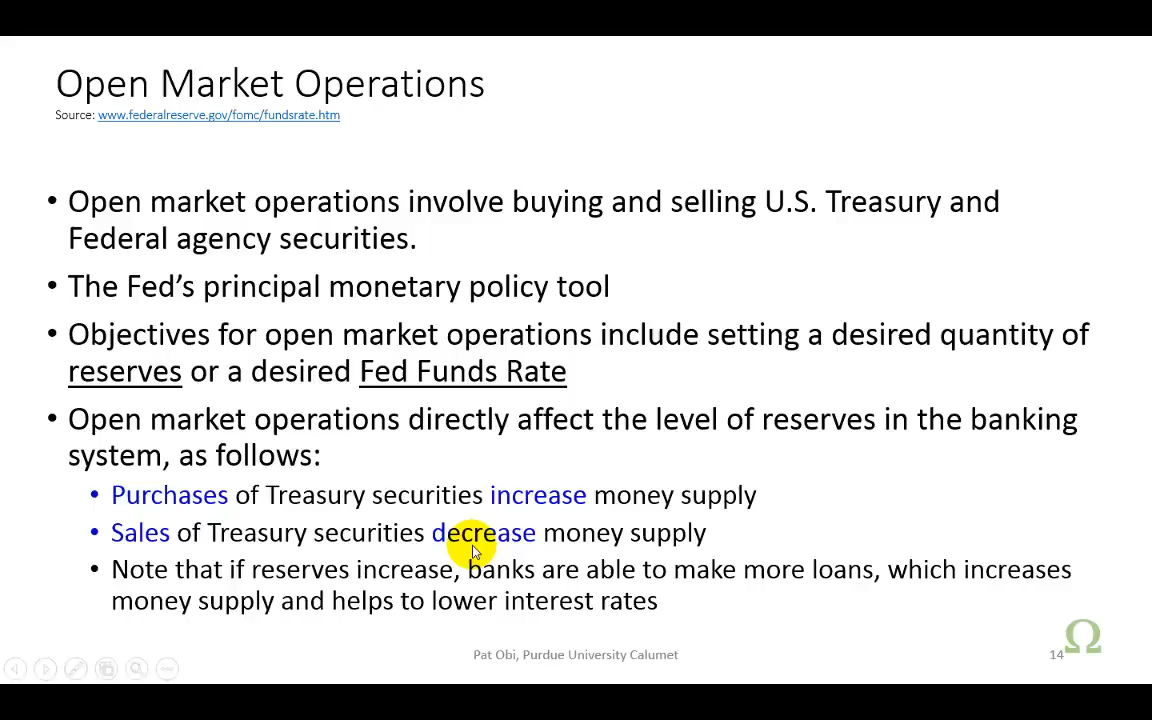 Open Market Operations
Source: www.federalreserve.gov/fomc/fundsrate.htm
• Open market operations involve buying and selling U.S. Treasury and
Federal agency securities.
• The Fed’s principal monetary policy tool
• Objectives for open market operations include setting a desired quantity of
reserves or a desired Fed Funds Rate
• Open market operations directly affect the level of reserves in the banking
system, as follows:
• Purchases of Treasury securities increase money supply
• Sales of Treasury securities decrease money supply
• Note that if reserves increase, banks are able to make more loans, which increases
money supply and helps to lower interest rates
Pat Obi, Purdue University Calumet
14
Ω